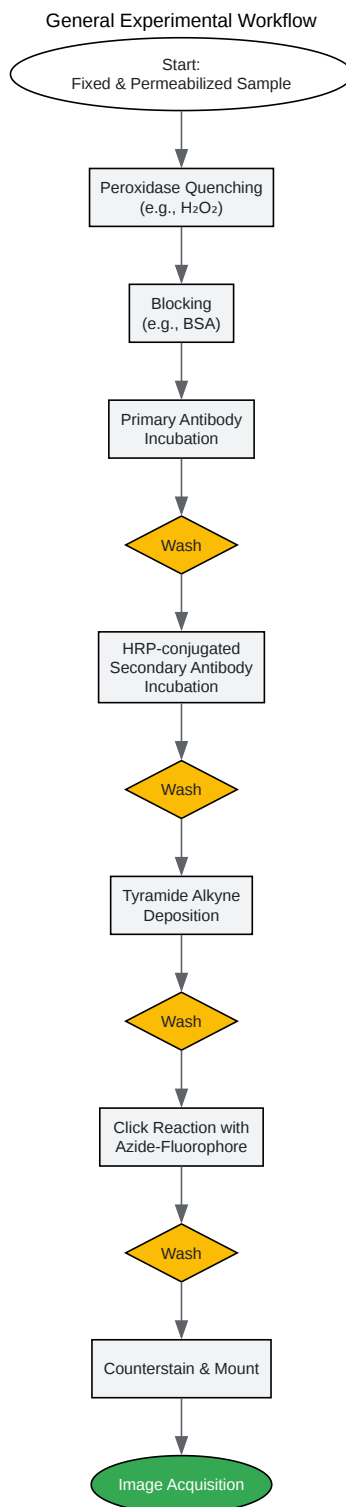 General Experimental Workflow
Start:
Fixed & Permeabilized Sample
Peroxidase Quenching
(e.g., H₂O₂)
Blocking
(e.g., BSA)
Primary Antibody
Incubation
Wash
HRP-conjugated
Secondary Antibody
Incubation
Wash
Tyramide Alkyne
Deposition
Wash
Click Reaction with
Azide-Fluorophore
Wash
Counterstain & Mount
Image Acquisition